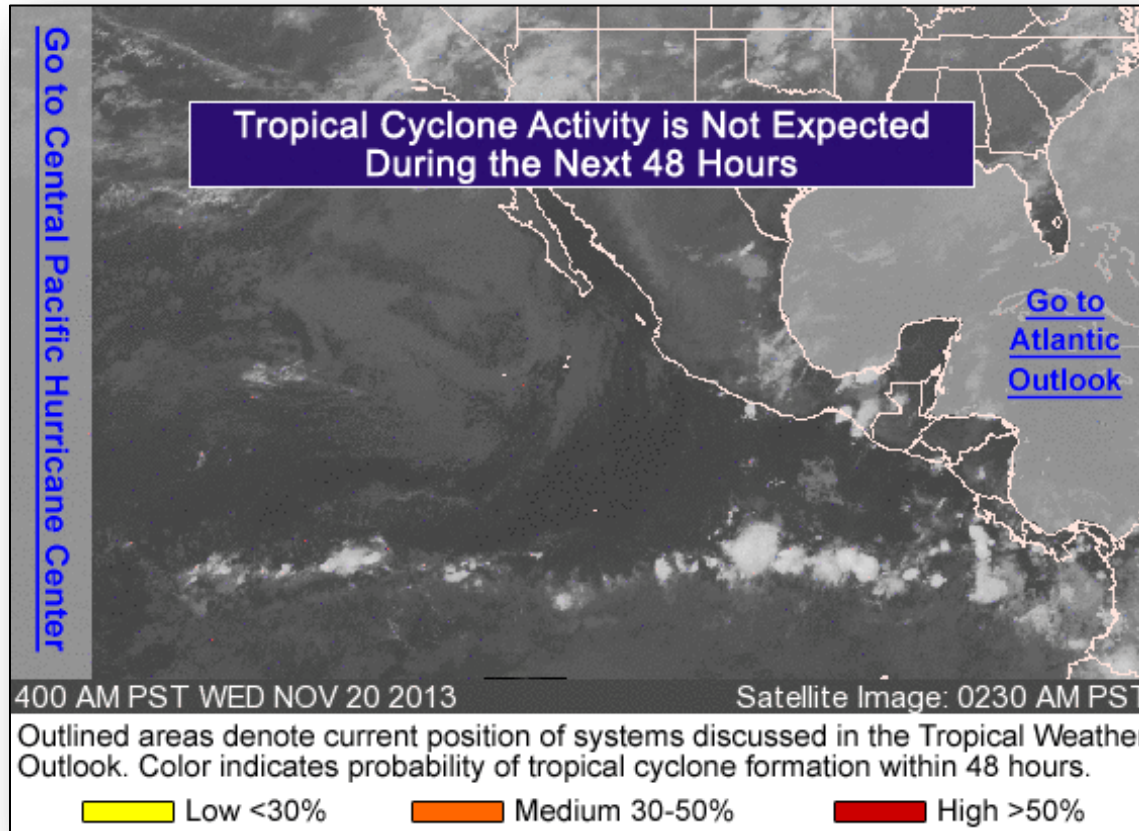 Go to Central Pacific Hurricane Center
Tropical Cyclone Activity is Not Expected
During the Next 48 Hours
Go to
Atlantic
Outlook
400 AM PST WED NOV 20 2013
Satellite Image: 0230 AM PST
Outlined areas denote current position of systems discussed in the Tropical Weather
Outlook. Color indicates probability of tropical cyclone formation within 48 hours.
Low <30%
Medium 30-50%
High >50%